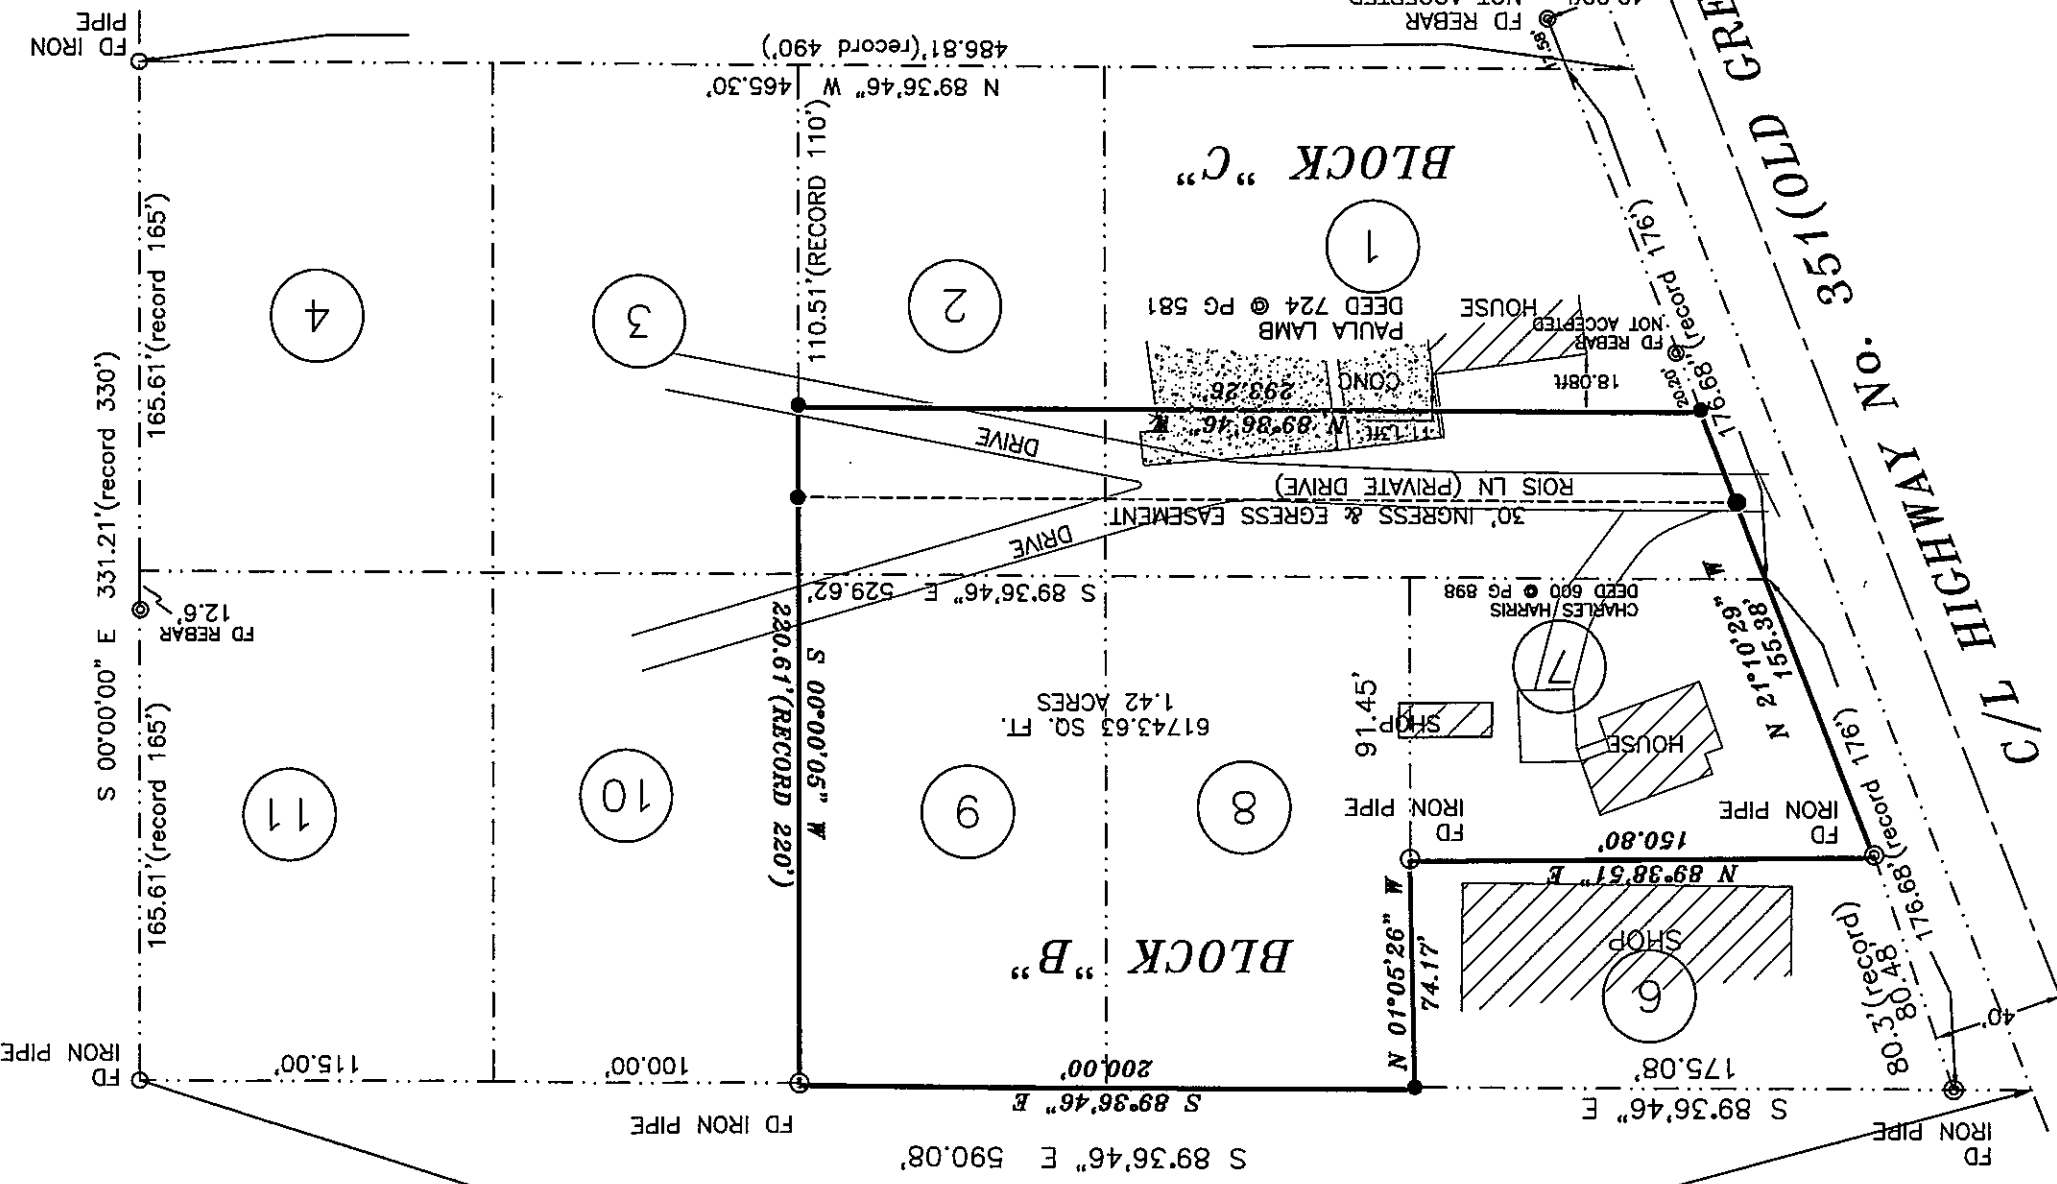 S 89°36'46" E 590.08'
FD
IRON PIPE
S 89°36'46" E
175.08'
S 89°36'46" E
200.00'
FD IRON PIPE
100.00'
115.00'
FD
IRON PIPE
40'
80.3'(record)
80.48'
176.68'(record 176')
6
SHOP
N 01°05'26" W
74.17'
BLOCK "B"
N 89°38'51" E
150.80'
FD
IRON PIPE
FD
IRON PIPE
8
9
10
11
165.61'(record 165')
HOUSE
SHOP
91.45'
61743.63 SQ. FT.
1.42 ACRES
S 00°00'05" W
220.61'(RECORD 220')
S 00°00'00" E 331.21'(record 330')
7
N 21°10'29" W
155.38'
CHARLES HARRIS
DEED 600 @ PG 898
S 89°36'46" E 529.62'
FD REBAR
12.6'
DRIVE
30' INGRESS & EGRESS EASEMENT
ROIS LN (PRIVATE DRIVE)
DRIVE
N 89°36'46" W
293.26'
11.3ft
CONC
18.08ft
20.20'
176.68'(record 176')
FD REBAR
NOT ACCEPTED
HOUSE
PAULA LAMB
DEED 724 @ PG 581
1
2
3
4
110.51'(RECORD 110')
165.61'(record 165')
BLOCK "C"
N 89°36'46" W 465.30'
486.81'(record 490')
FD REBAR
NOT ACCEPTED
FD IRON
PIPE
C/L HIGHWAY No. 351(OLD GRE